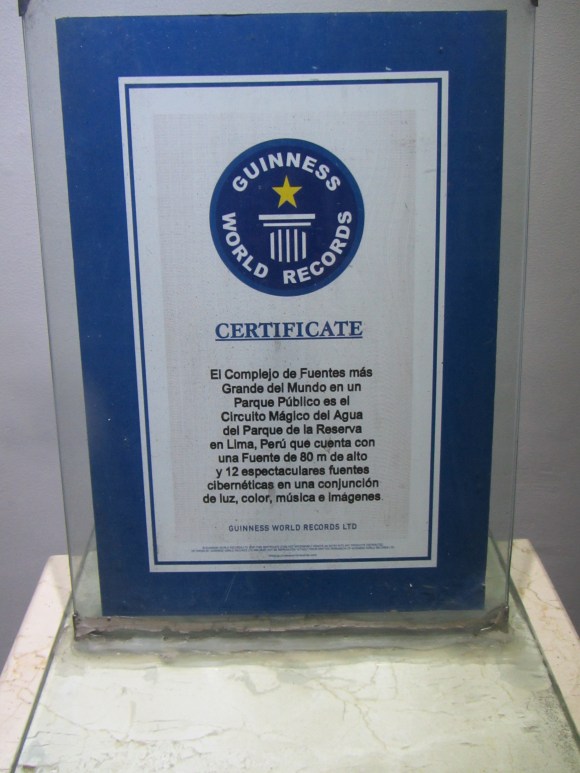 GUINNESS
WORLD RECORDS
CERTIFICATE
El Complejo de Fuentes más
Grande del Mundo en un
Parque Público es el
Circuito Mágico del Agua
del Parque de la Reserva
en Lima, Perú que cuenta con
una Fuente de 80 m de alto
y 12 espectaculares fuentes
cibernéticas en una conjunción
de luz, color, música e imágenes
GUINNESS WORLD RECORDS LTD